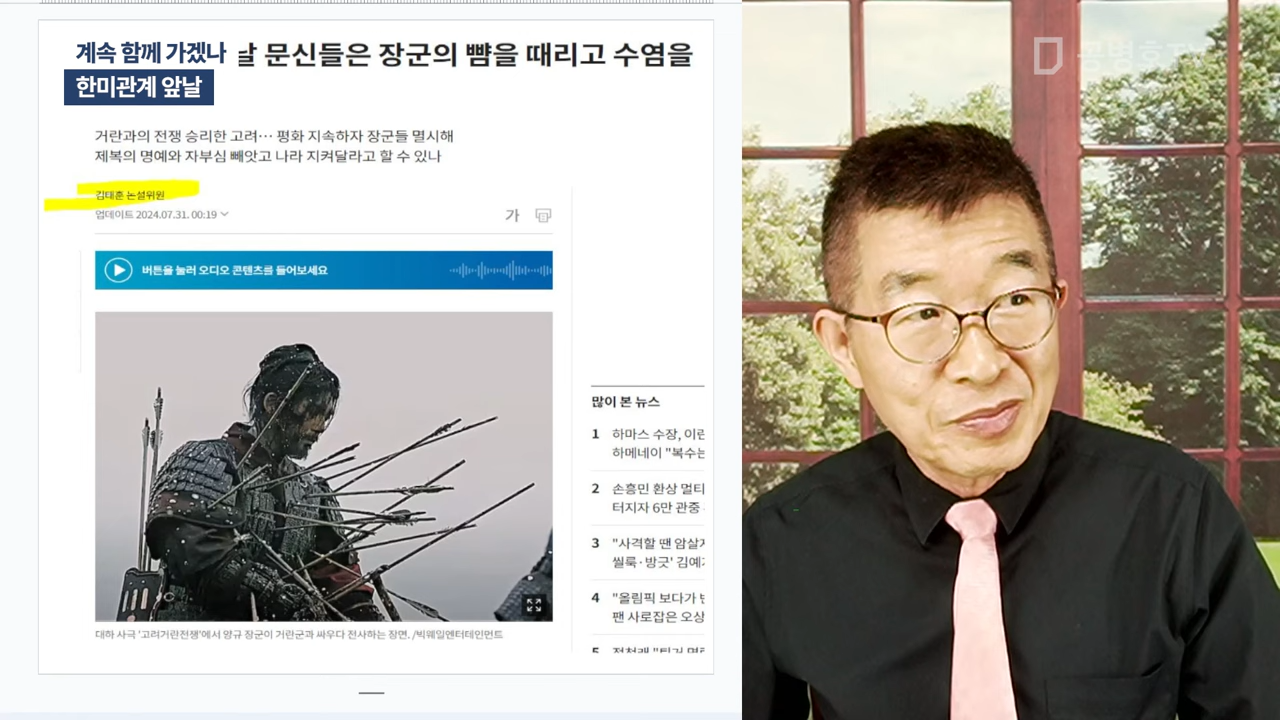 계속 함께 가겠나
한미관계 앞날
날 문신들은 장군의 뺨을 때리고 수염을
거란과의 전쟁 승리한 고려… 평화 지속하자 장군들 멸시해
제복의 명예와 자부심 빼앗고 나라 지켜달라고 할 수 있나
김태훈 논설위원
업데이트 2024.07.31. 00:19
가
버튼을 눌러 오디오 콘텐츠를 들어보세요
대하 사극 '고려거란전쟁'에서 양규 장군이 거란군과 싸우다 전사하는 장면. /빅웨일엔터테인먼트
많이 본 뉴스
1 하마스 수장, 이란
하메네이 "복수는
2 손흥민 환상 멀티
터지자 6만 관중
3 "사격할 땐 암살자
씰룩·방긋' 김예지
4 "올림픽 보다가 반
팬 사로잡은 오상
5
공병호TV